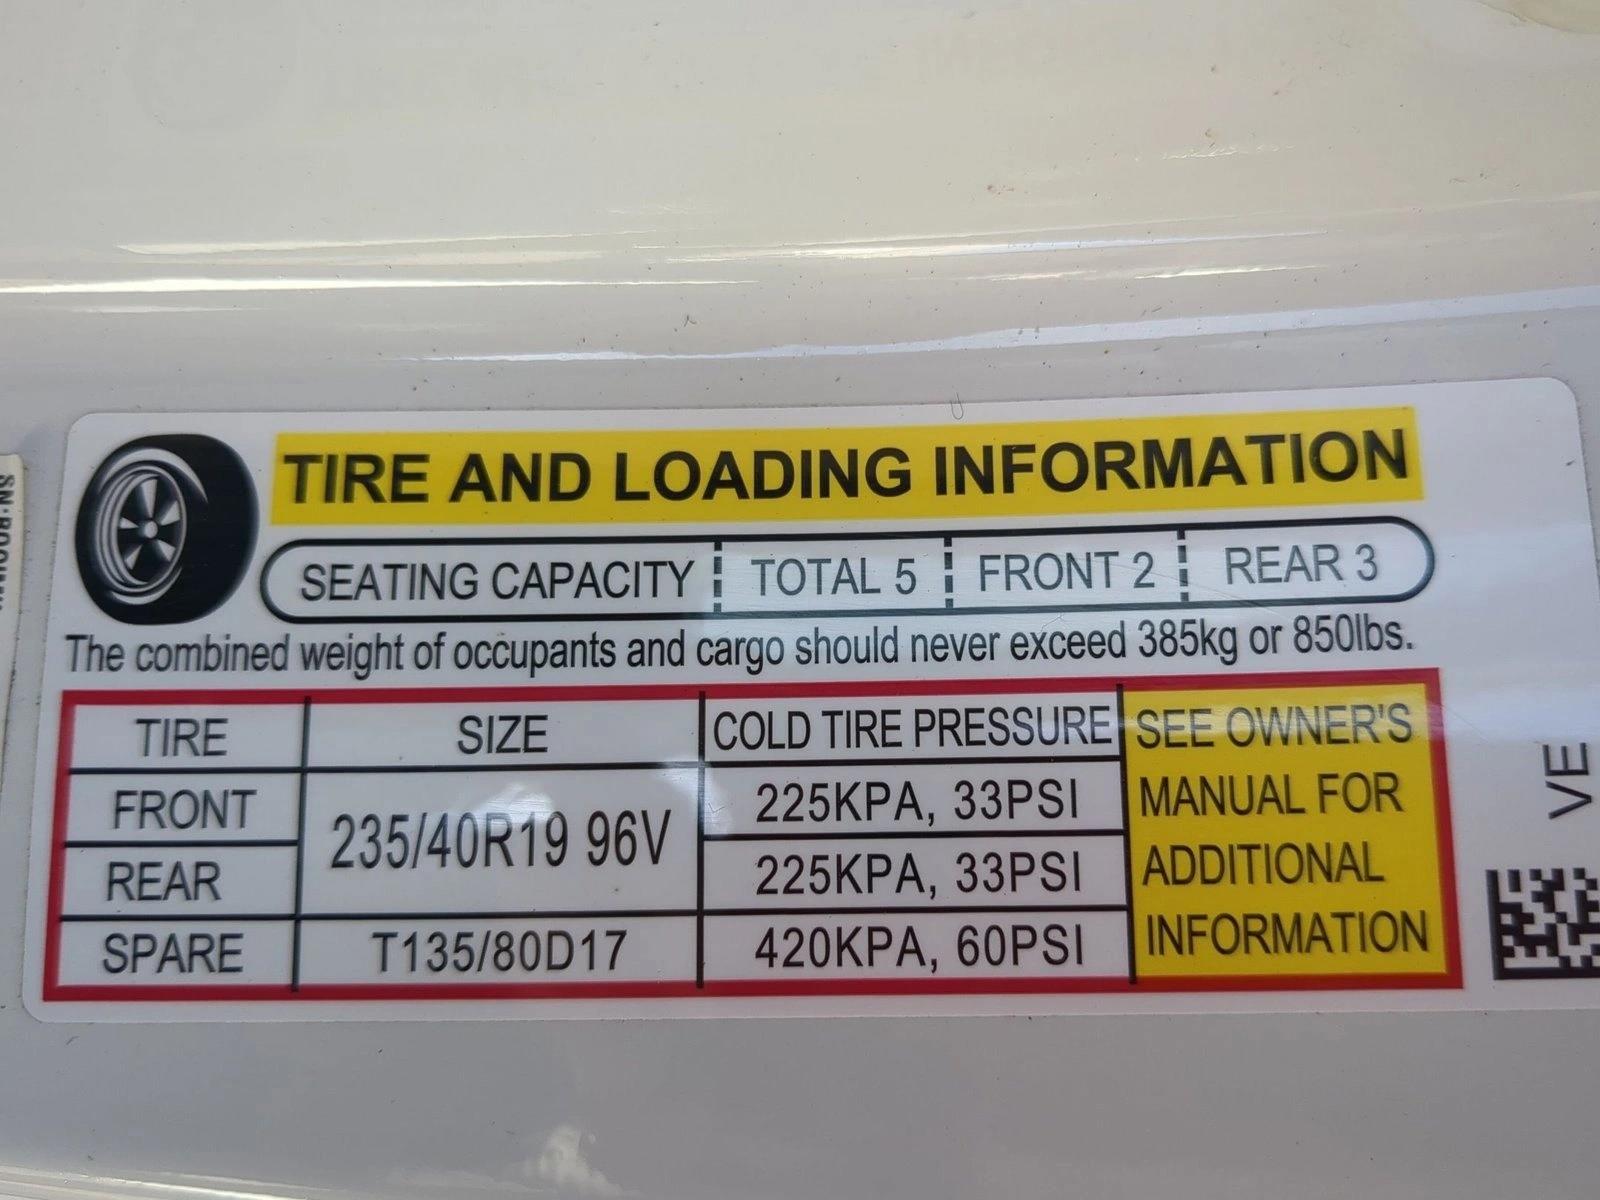 TIRE AND LOADING INFORMATION
SEATING CAPACITY TOTAL 5 FRONT 2 REAR 3
The combined weight of occupants and cargo should never exceed 385kg or 850lbs.
TIRE SIZE COLD TIRE PRESSURE
FRONT 235/40R19 96V 225KPA, 33PSI
REAR 225KPA, 33PSI
SPARE T135/80D17 420KPA, 60PSI
SEE OWNER'S
MANUAL FOR
ADDITIONAL
INFORMATION
VE